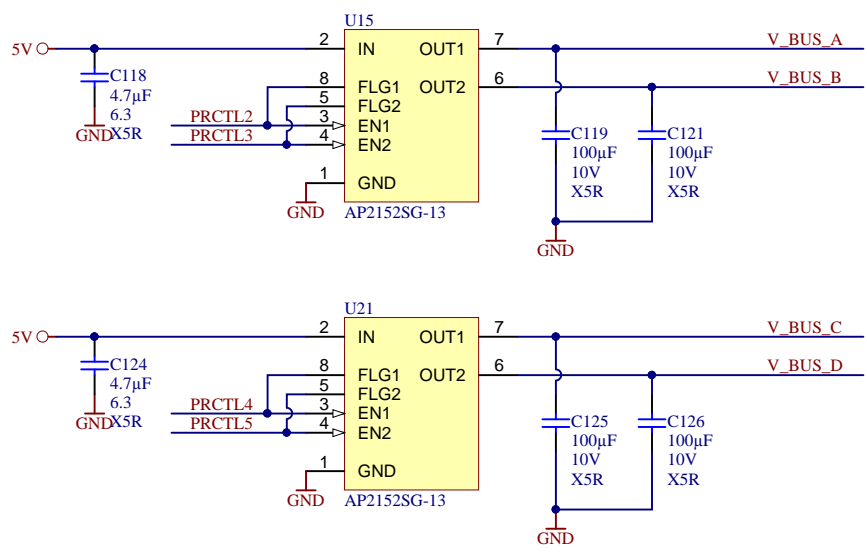 U15
5V
2 IN OUT1 7 V_BUS_A
C118
4.7µF
6.3
X5R
GND
8 FLG1 OUT2 6 V_BUS_B
5 FLG2
PRCTL2 3 EN1
PRCTL3 4 EN2
1 GND
GND
AP2152SG-13
C119
100µF
10V
X5R
C121
100µF
10V
X5R
GND
U21
5V
2 IN OUT1 7 V_BUS_C
C124
4.7µF
6.3
X5R
GND
8 FLG1 OUT2 6 V_BUS_D
5 FLG2
PRCTL4 3 EN1
PRCTL5 4 EN2
1 GND
GND
AP2152SG-13
C125
100µF
10V
X5R
C126
100µF
10V
X5R
GND